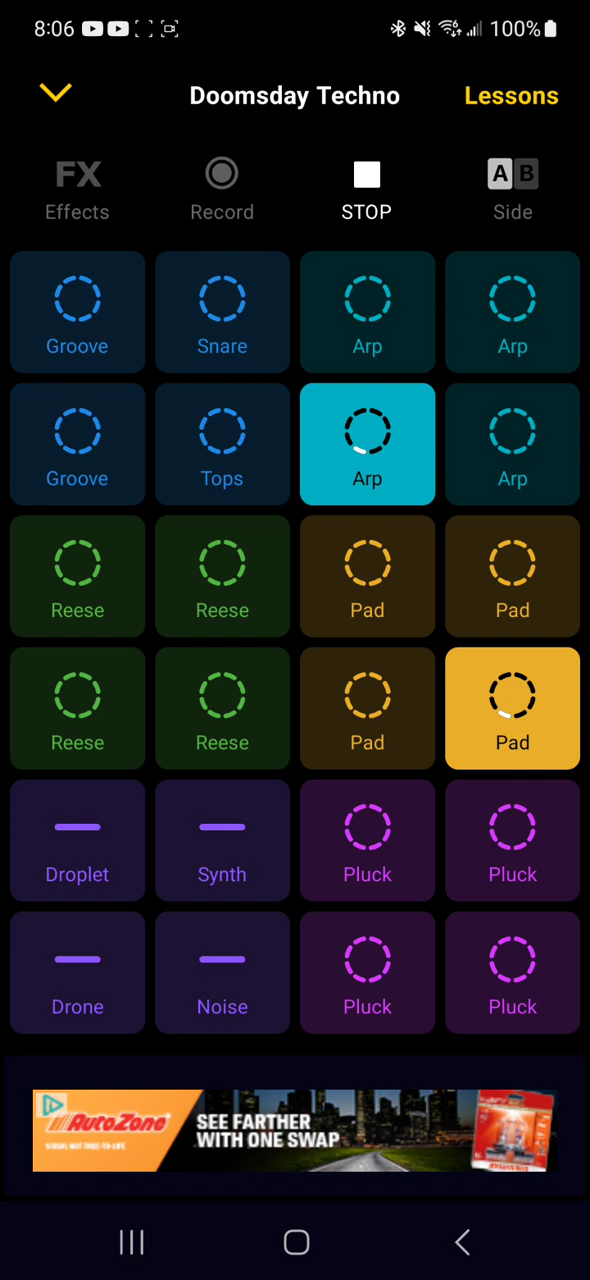 8:06 100%
Doomsday Techno Lessons
FX A B
Effects Record STOP Side
Groove Snare Arp Arp
Groove Tops Arp Arp
Reese Reese Pad Pad
Reese Reese Pad Pad
Droplet Synth Pluck Pluck
Drone Noise Pluck Pluck
AutoZone
SEE FARTHER
WITH ONE SWAP